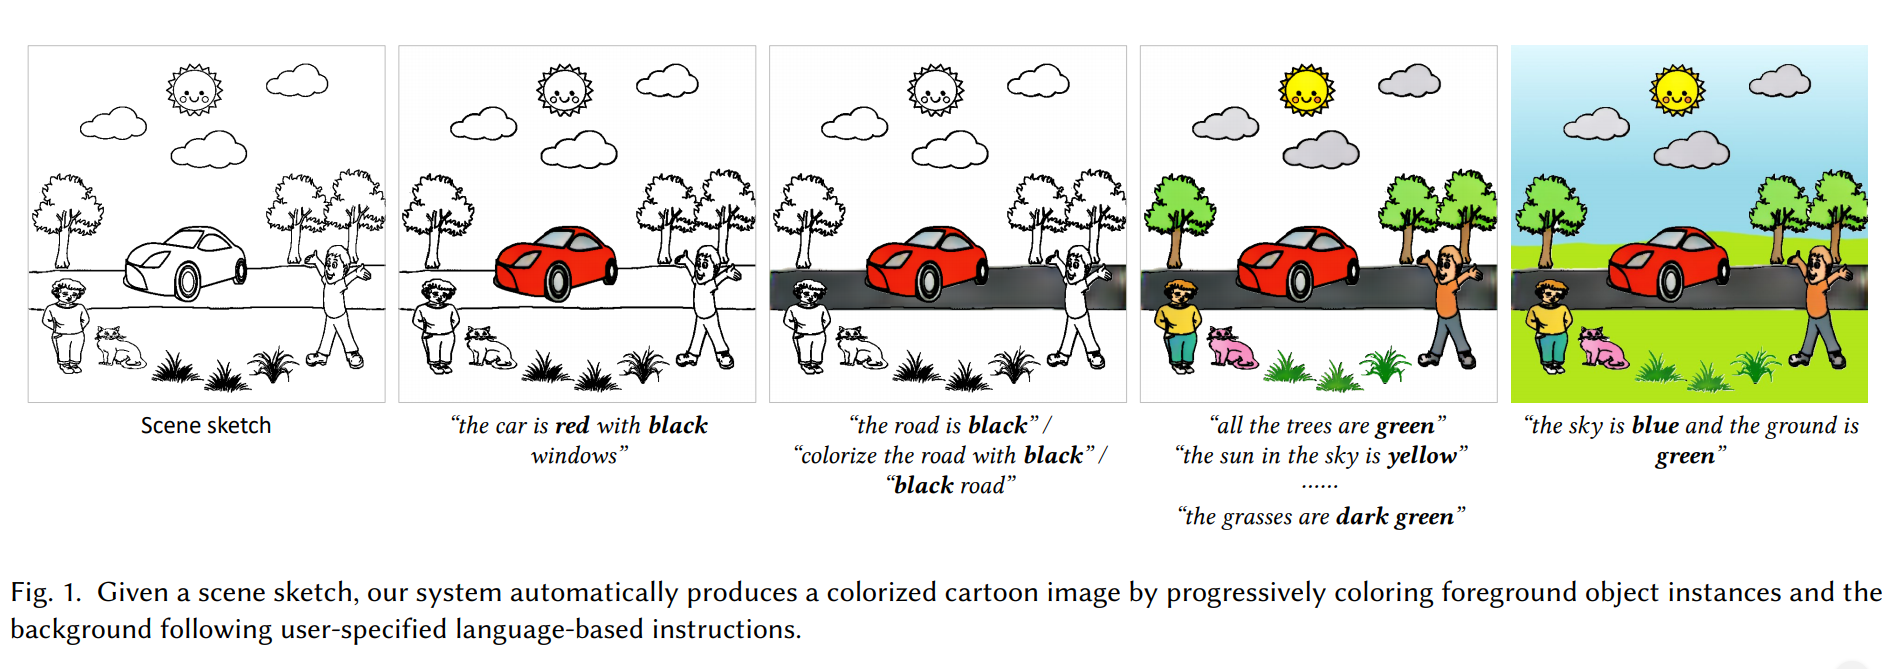 Scene sketch
“the car is red with black
windows”
“the road is black” /
“colorize the road with black” /
“black road”
“all the trees are green”
“the sun in the sky is yellow”
......
“the grasses are dark green”
“the sky is blue and the ground is
green”
Fig. 1. Given a scene sketch, our system automatically produces a colorized cartoon image by progressively coloring foreground object instances and the
background following user-specified language-based instructions.